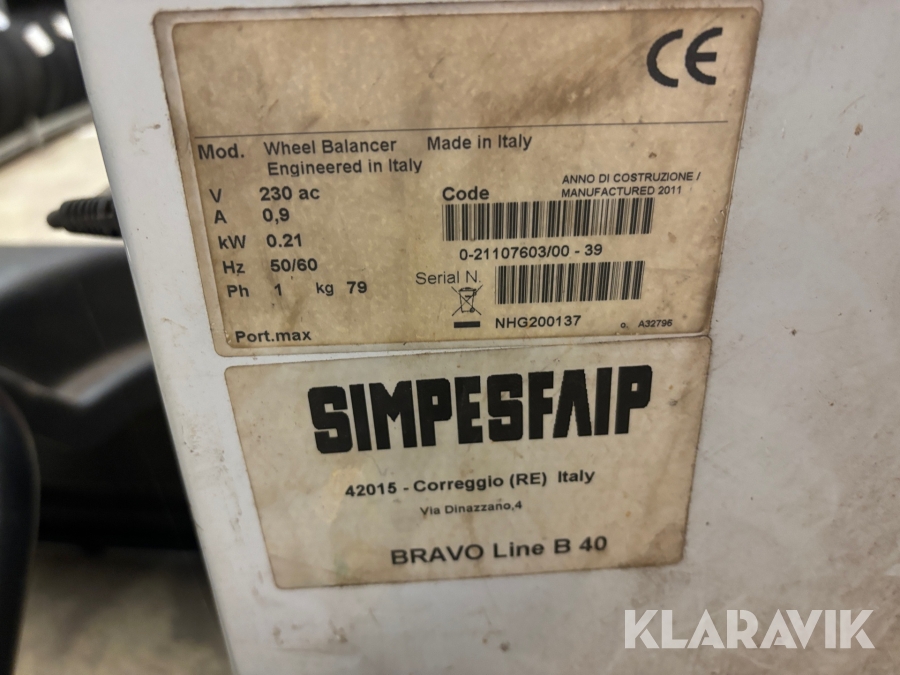 CE
Mod. Wheel Balancer Made in Italy
Engineered in Italy
ANNO DI COSTRUZIONE /
MANUFACTURED 2011
V 230 ac
Code
A 0,9
kW 0.21
0-21107603/00 - 39
Hz 50/60
Serial N.
Ph 1 kg 79
NHG200137 o. A32796
Port.max
SIMPESFAIP
42015 - Correggio (RE) Italy
Via Dinazzano,4
BRAVO Line B 40
KLARAVIK